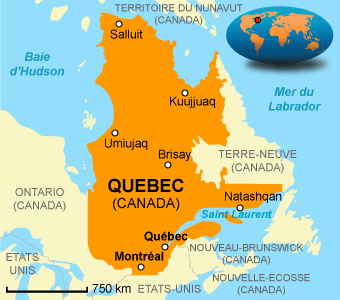 TERRITOIRE DU NUNAVUT
(CANADA)
Salluit
Baie
d'Hudson
Mer du
Labrador
Kuujjuaq
Umiujaq
Brisay
TERRE-NEUVE
(CANADA)
QUEBEC
(CANADA)
ONTARIO
(CANADA)
Natashqan
Saint Laurent
Québec
NOUVEAU-BRUNSWICK
(CANADA)
Montréal
ETATS
UNIS
NOUVELLE-ECOSSE
(CANADA)
ETATS-UNIS
750 km